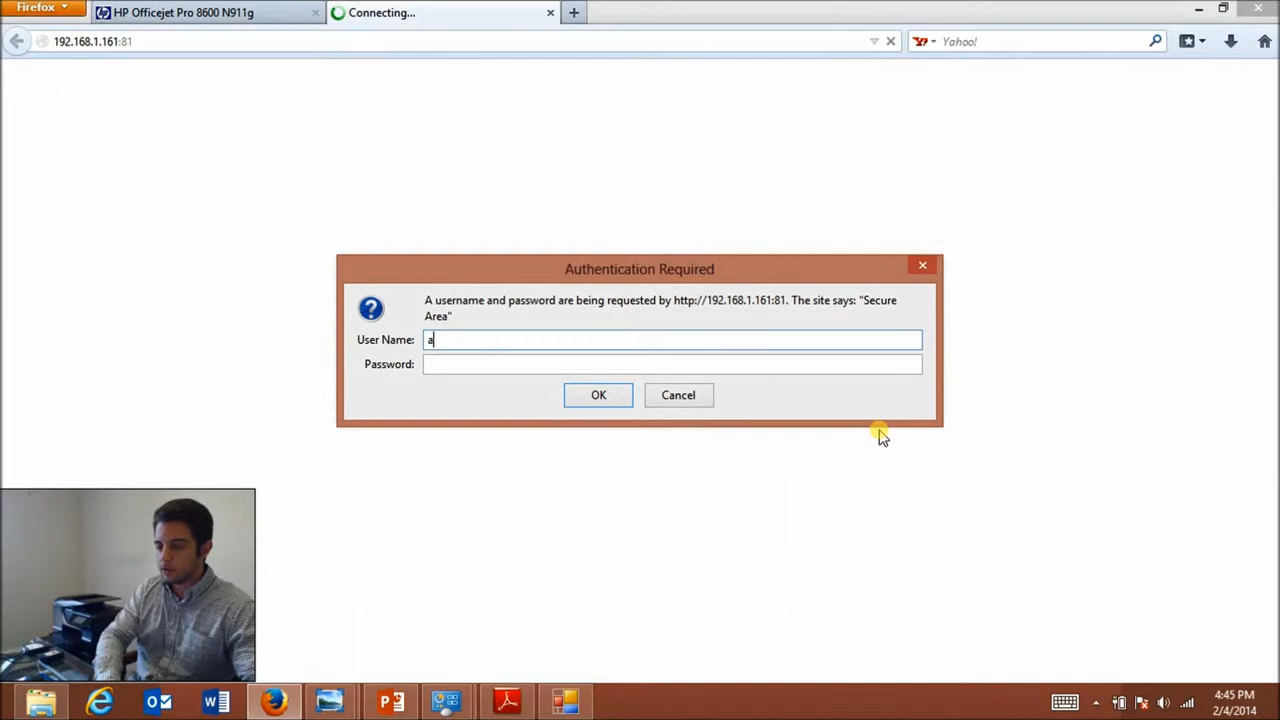 Firefox
HP Officejet Pro 8600 N911g
Connecting...
192.168.1.161:81
Yahoo!
Authentication Required
A username and password are being requested by http://192.168.1.161:81. The site says: "Secure
Area"
User Name:
a
Password:
OK
Cancel
4:45 PM
2/4/2014